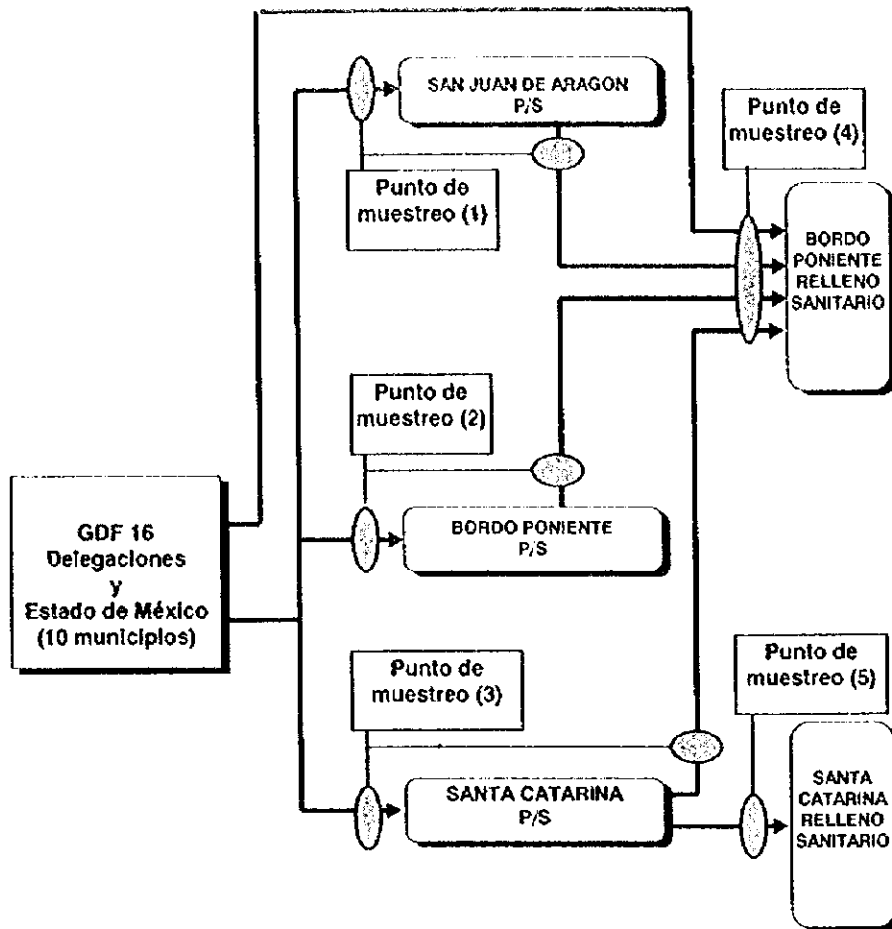 SAN JUAN DE ARAGON
P/S
Punto de
muestreo (4)
Punto de
muestreo (1)
BORDO
PONIENTE
RELLENO
SANITARIO
Punto de
muestreo (2)
GDF 16
Delegaciones
y
Estado de México
(10 municipios)
BORDO PONIENTE
P/S
Punto de
muestreo (3)
Punto de
muestreo (5)
SANTA CATARINA
P/S
SANTA
CATARINA
RELLENO
SANITARIO